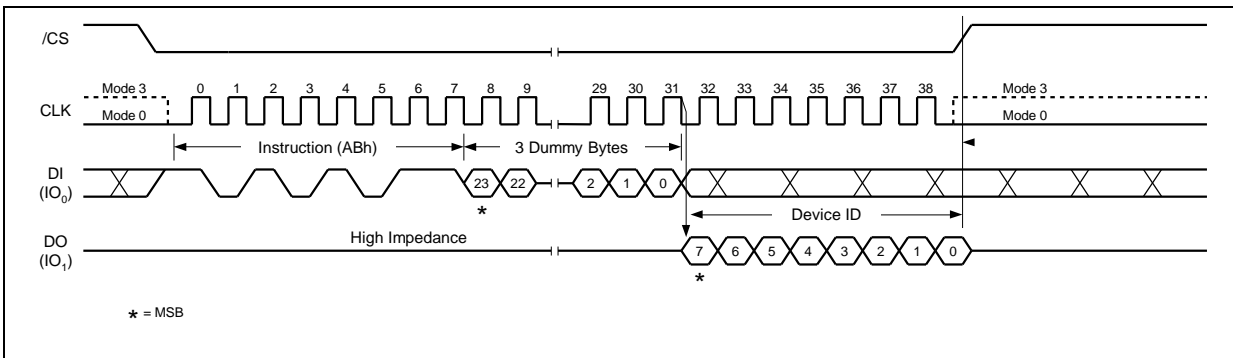 /CS
Mode 3 0 1 2 3 4 5 6 7 8 9 29 30 31 32 33 34 35 36 37 38 Mode 3
CLK
Mode 0 Mode 0
Instruction (ABh) 3 Dummy Bytes
DI
(IO0)
23 22 2 1 0
*
Device ID
High Impedance
DO
(IO1)
7 6 5 4 3 2 1 0
*
* = MSB